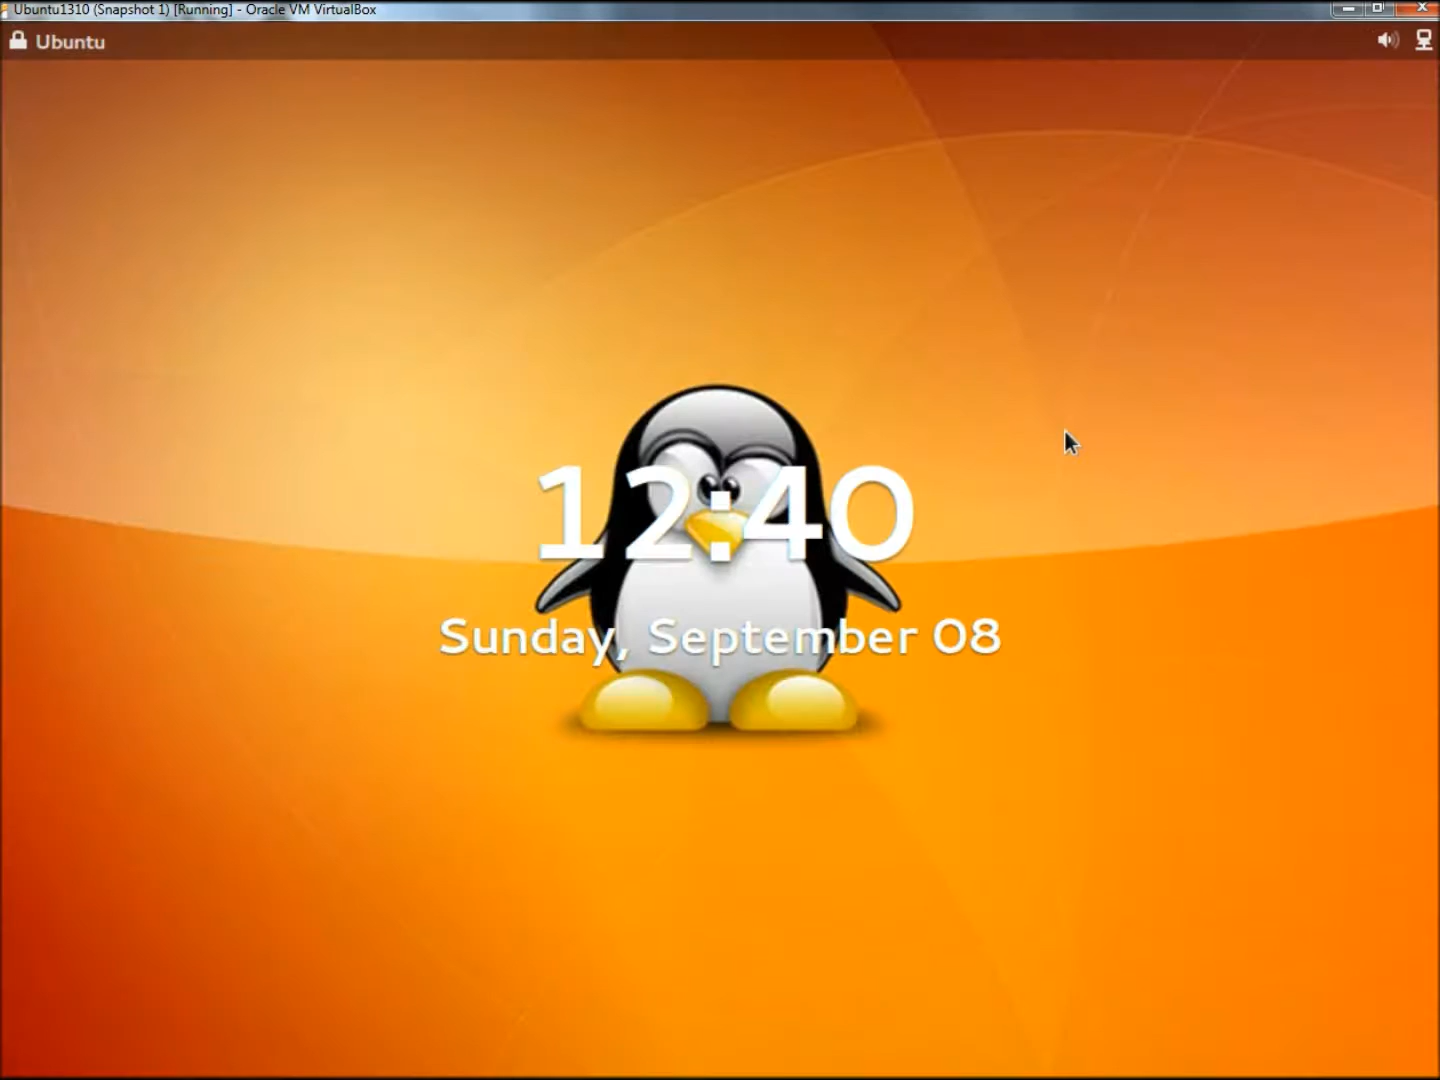 Ubuntu1310 (Snapshot 1) [Running] - Oracle VM VirtualBox
Ubuntu
12:40
Sunday, September 08